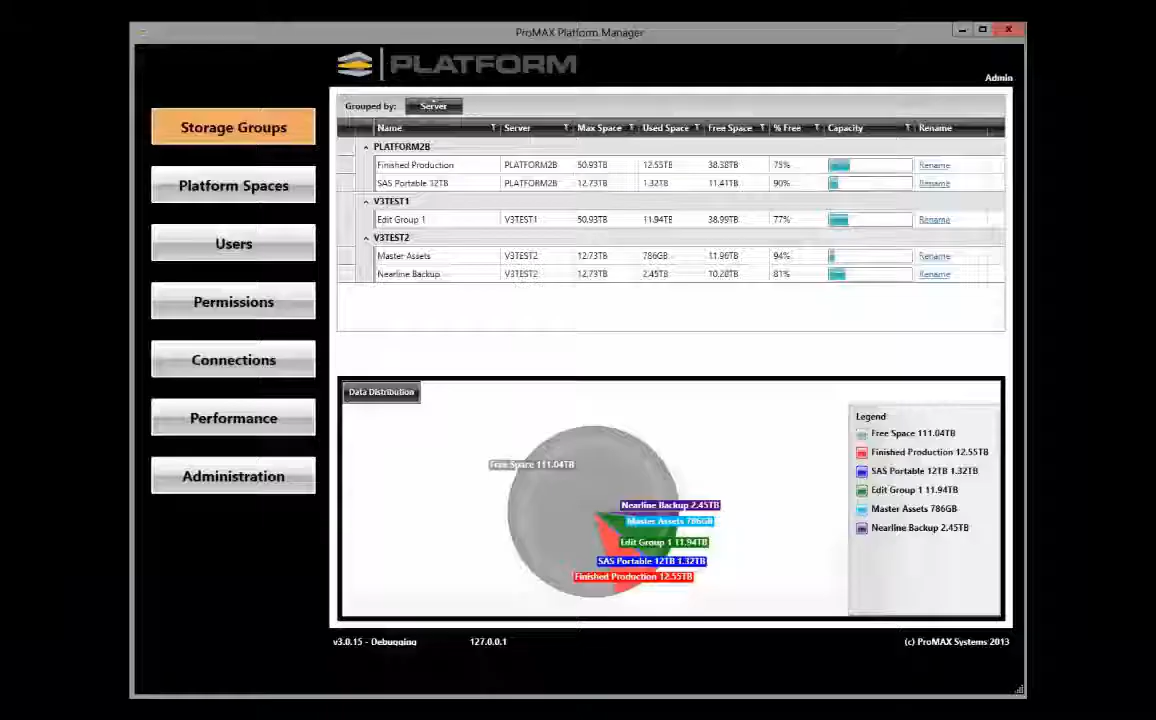 ProMAX Platform Manager
PLATFORM
Admin
Storage Groups
Platform Spaces
Users
Permissions
Connections
Performance
Administration
Grouped by: Server
Name Server Max Space Used Space Free Space % Free Capacity Rename
PLATFORM2B
Finished Production PLATFORM2B 50.93TB 12.55TB 38.38TB 75% Rename
SAS Portable 12TB PLATFORM2B 12.73TB 1.32TB 11.41TB 90% Rename
V3TEST1
Edit Group 1 V3TEST1 50.93TB 11.94TB 38.99TB 77% Rename
V3TEST2
Master Assets V3TEST2 12.73TB 786GB 11.96TB 94% Rename
Nearline Backup V3TEST2 12.73TB 2.45TB 10.28TB 81% Rename
Data Distribution
Free Space 111.04TB
Nearline Backup 2.45TB
Master Assets 786GB
Edit Group 1 11.94TB
SAS Portable 12TB 1.32TB
Finished Production 12.55TB
Legend
Free Space 111.04TB
Finished Production 12.55TB
SAS Portable 12TB 1.32TB
Edit Group 1 11.94TB
Master Assets 786GB
Nearline Backup 2.45TB
v3.0.15 - Debugging 127.0.0.1 (c) ProMAX Systems 2013